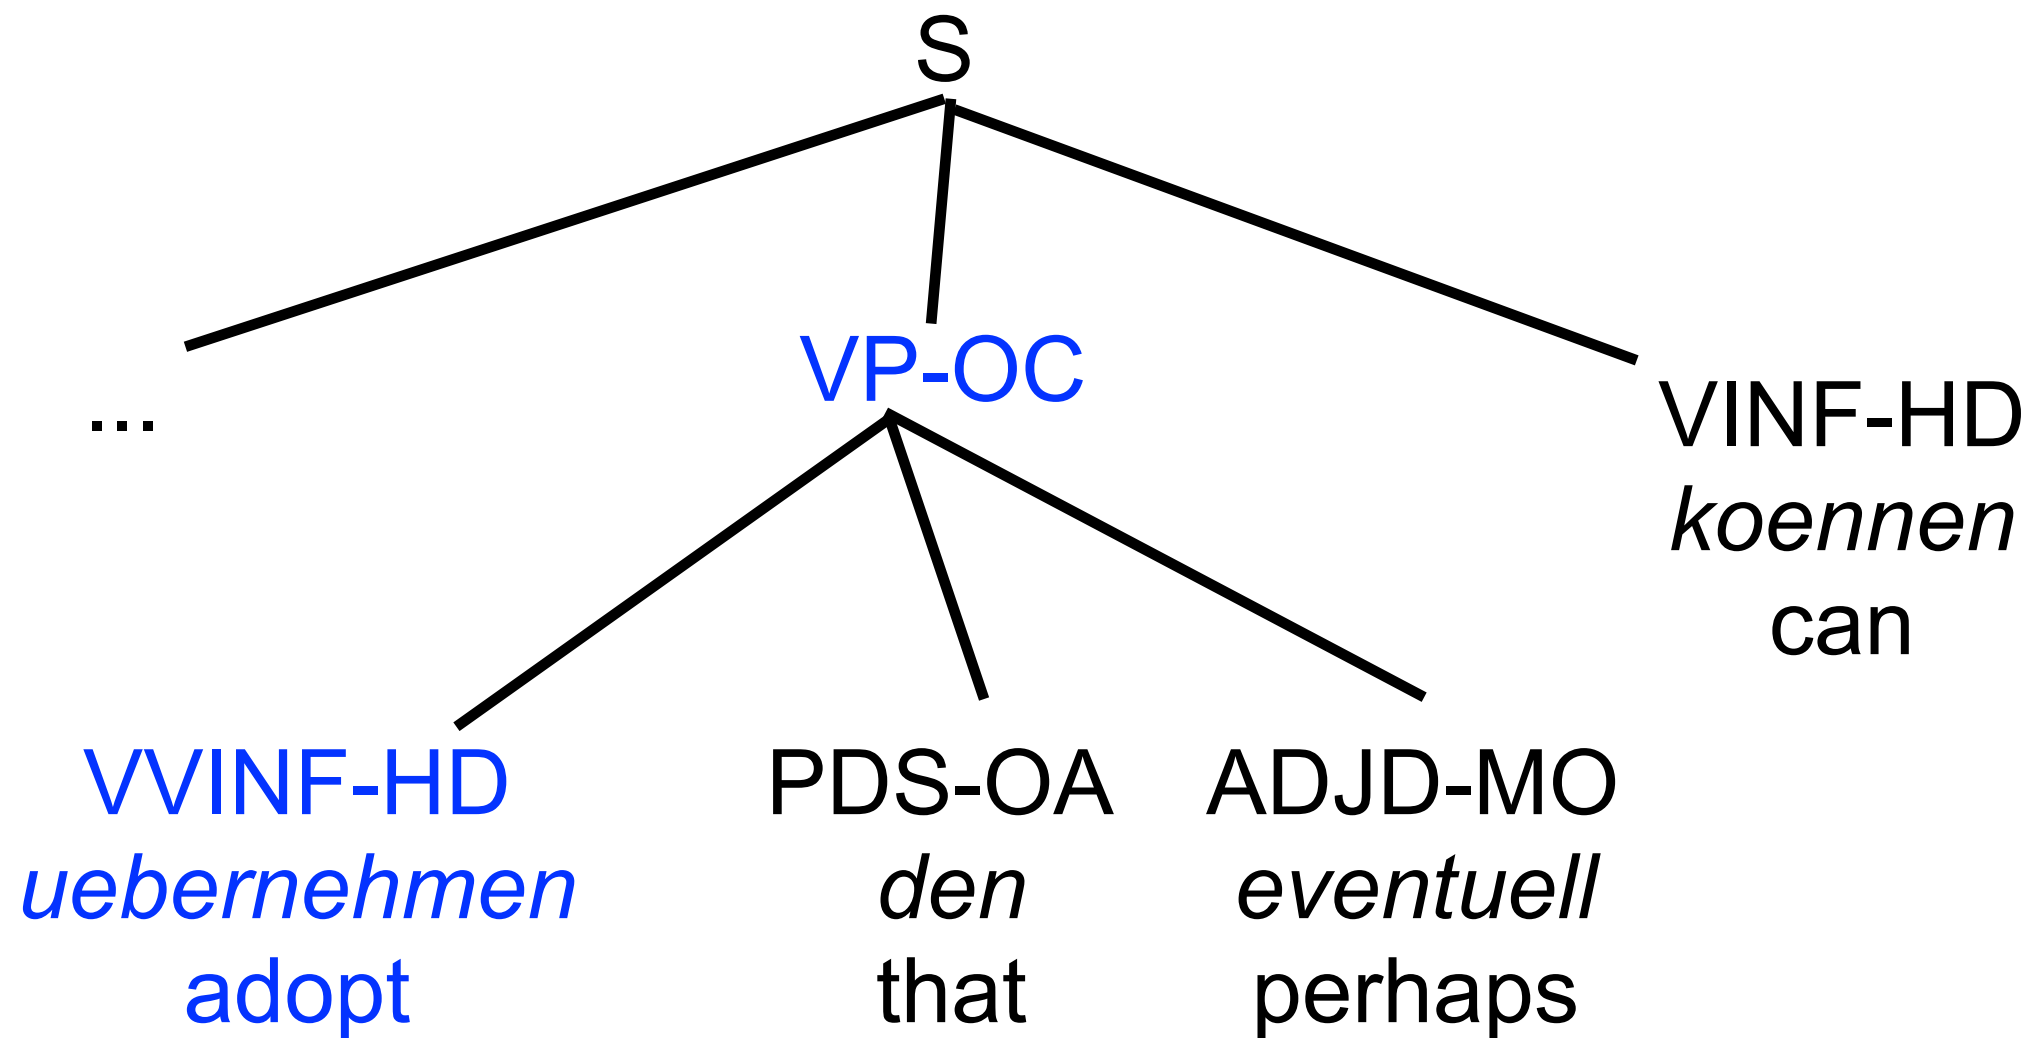 S
...
VP-OC
VINF-HD
koennen
can
VVINF-HD
uebernehmen
adopt
PDS-OA
den
that
ADJD-MO
eventuell
perhaps